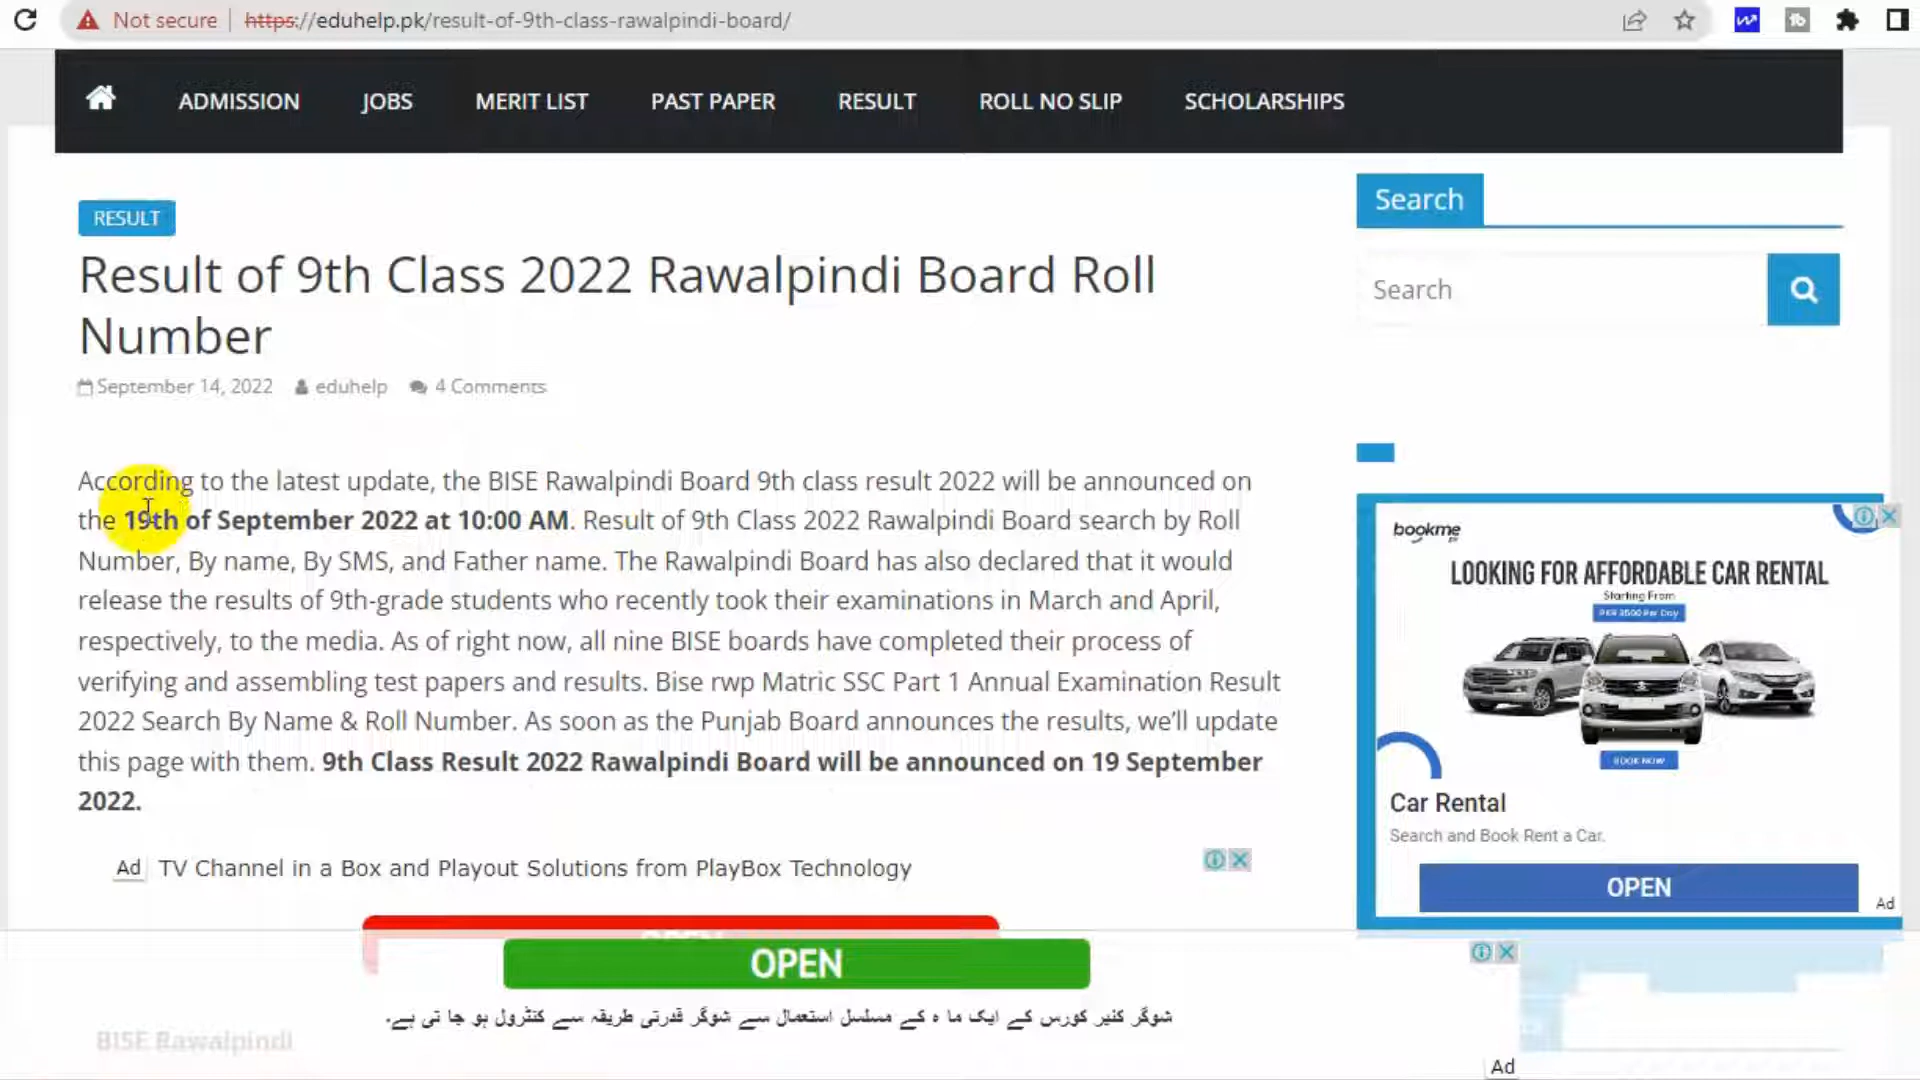 Not secure
https://eduhelp.pk/result-of-9th-class-rawalpindi-board/
ADMISSION JOBS MERIT LIST PAST PAPER RESULT ROLL NO SLIP SCHOLARSHIPS
RESULT
Result of 9th Class 2022 Rawalpindi Board Roll
Number
September 14, 2022 eduhelp 4 Comments
According to the latest update, the BISE Rawalpindi Board 9th class result 2022 will be announced on
the 19th of September 2022 at 10:00 AM. Result of 9th Class 2022 Rawalpindi Board search by Roll
Number, By name, By SMS, and Father name. The Rawalpindi Board has also declared that it would
release the results of 9th-grade students who recently took their examinations in March and April,
respectively, to the media. As of right now, all nine BISE boards have completed their process of
verifying and assembling test papers and results. Bise rwp Matric SSC Part 1 Annual Examination Result
2022 Search By Name & Roll Number. As soon as the Punjab Board announces the results, we’ll update
this page with them. 9th Class Result 2022 Rawalpindi Board will be announced on 19 September
2022.
Ad TV Channel in a Box and Playout Solutions from PlayBox Technology
OPEN
شوگر کنیر کورس کے ایک ما ہ کے مسلسل استعمال سے شوگر قدرتی طریقہ سے کنٹرول ہو جا تی ہے۔
BISE Rawalpindi
Ad
Search
Search
bookme
LOOKING FOR AFFORDABLE CAR RENTAL
Starting From
PKR 3500 Per Day
BOOK NOW
Car Rental
Search and Book Rent a Car.
OPEN
Ad